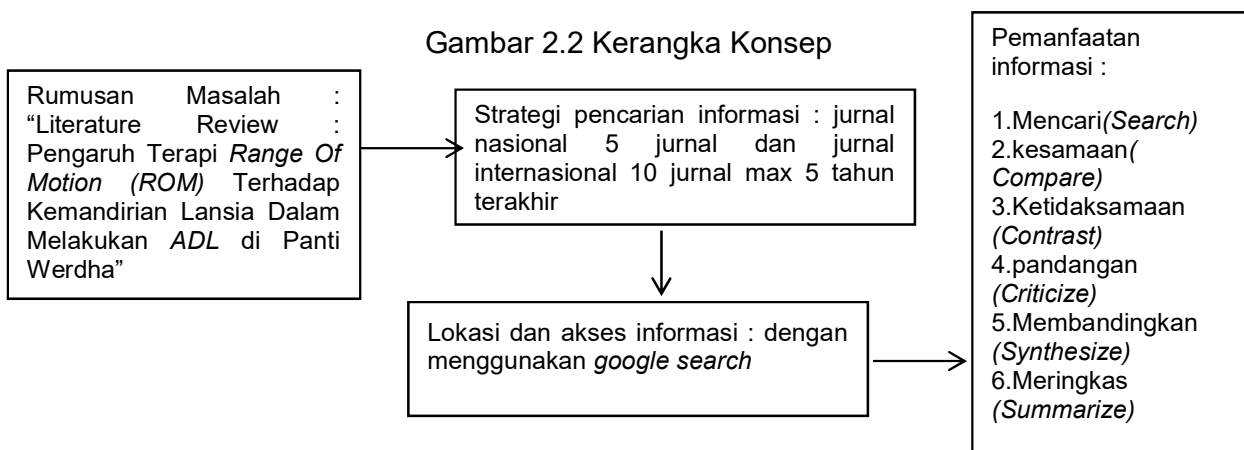 Gambar 2.2 Kerangka Konsep
Rumusan Masalah :
“Literature Review :
Pengaruh Terapi Range Of
Motion (ROM) Terhadap
Kemandirian Lansia Dalam
Melakukan ADL di Panti
Werdha”
Strategi pencarian informasi : jurnal
nasional 5 jurnal dan jurnal
internasional 10 jurnal max 5 tahun
terakhir
Lokasi dan akses informasi : dengan
menggunakan google search
Pemanfaatan
informasi :
1.Mencari(Search)
2.kesamaan(
Compare)
3.Ketidaksamaan
(Contrast)
4.pandangan
(Criticize)
5.Membandingkan
(Synthesize)
6.Meringkas
(Summarize)